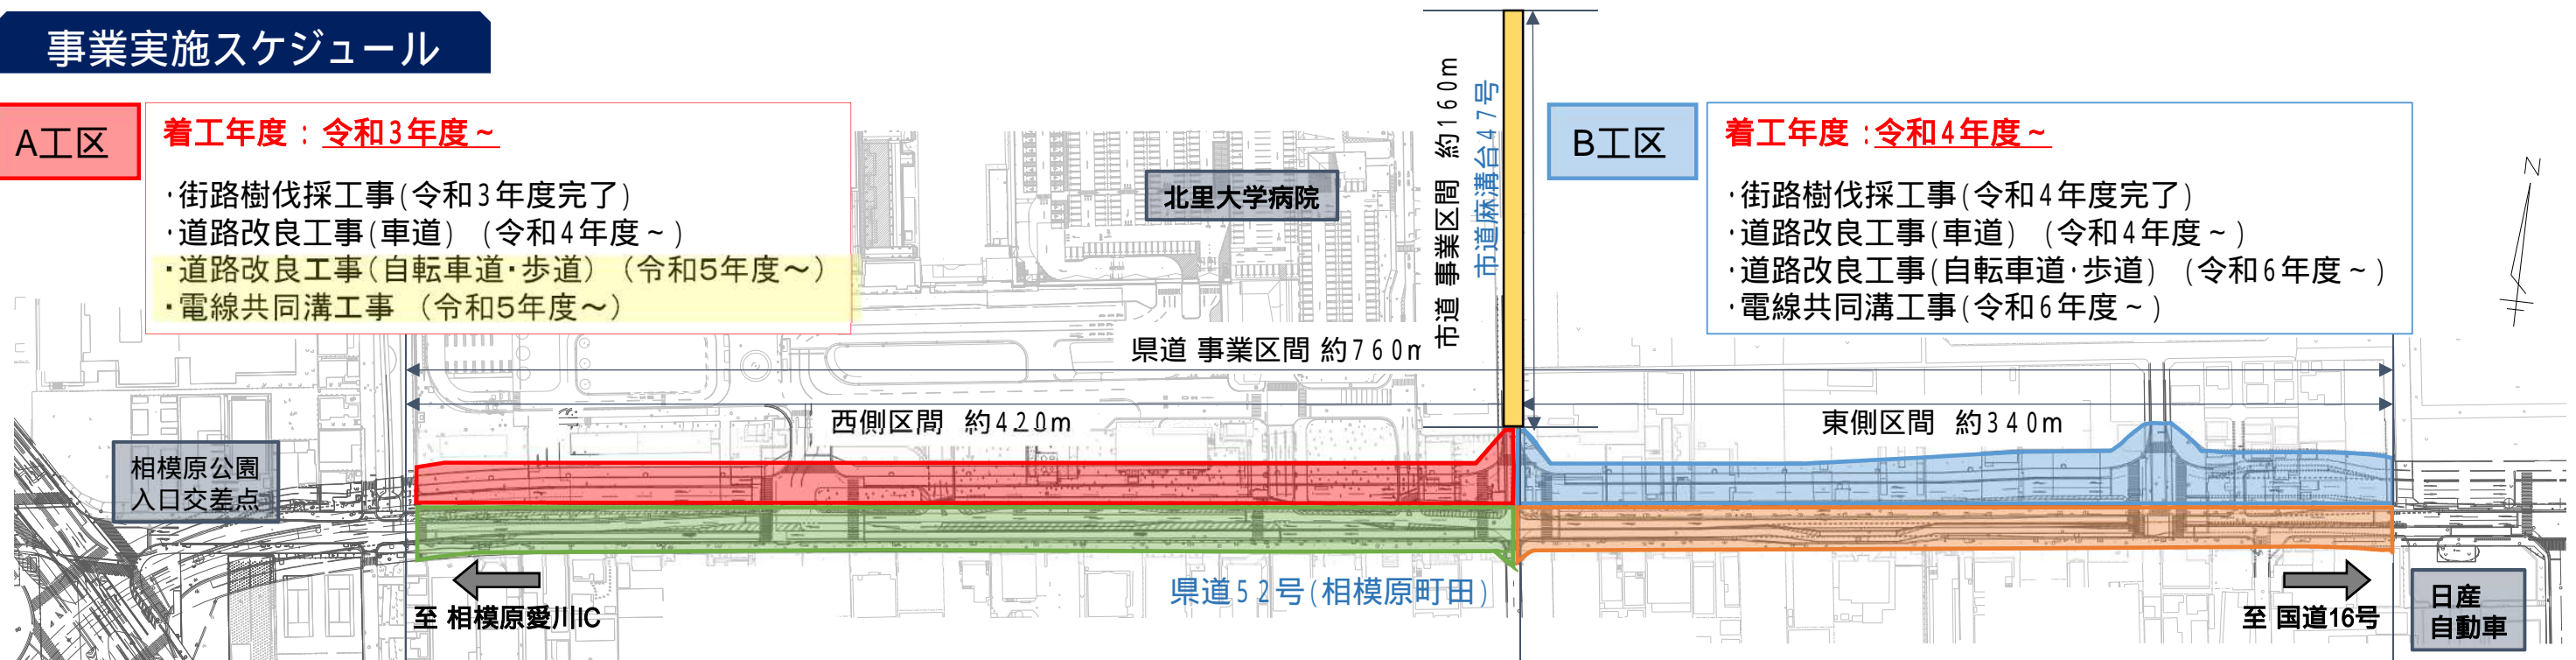 事業実施スケジュール
A工区
着工年度：令和3年度～
・街路樹伐採工事(令和3年度完了)
・道路改良工事(車道) (令和4年度～)
・道路改良工事(自転車道・歩道) (令和5年度～)
・電線共同溝工事 (令和5年度～)
北里大学病院
市道 事業区間 約160m
市道麻溝台47号
B工区
着工年度：令和4年度～
・街路樹伐採工事(令和4年度完了)
・道路改良工事(車道) (令和4年度～)
・道路改良工事(自転車道・歩道) (令和6年度～)
・電線共同溝工事(令和6年度～)
N
県道 事業区間 約760m
西側区間 約420m
東側区間 約340m
相模原公園
入口交差点
県道52号(相模原町田)
至 相模原愛川IC
至 国道16号
日産
自動車